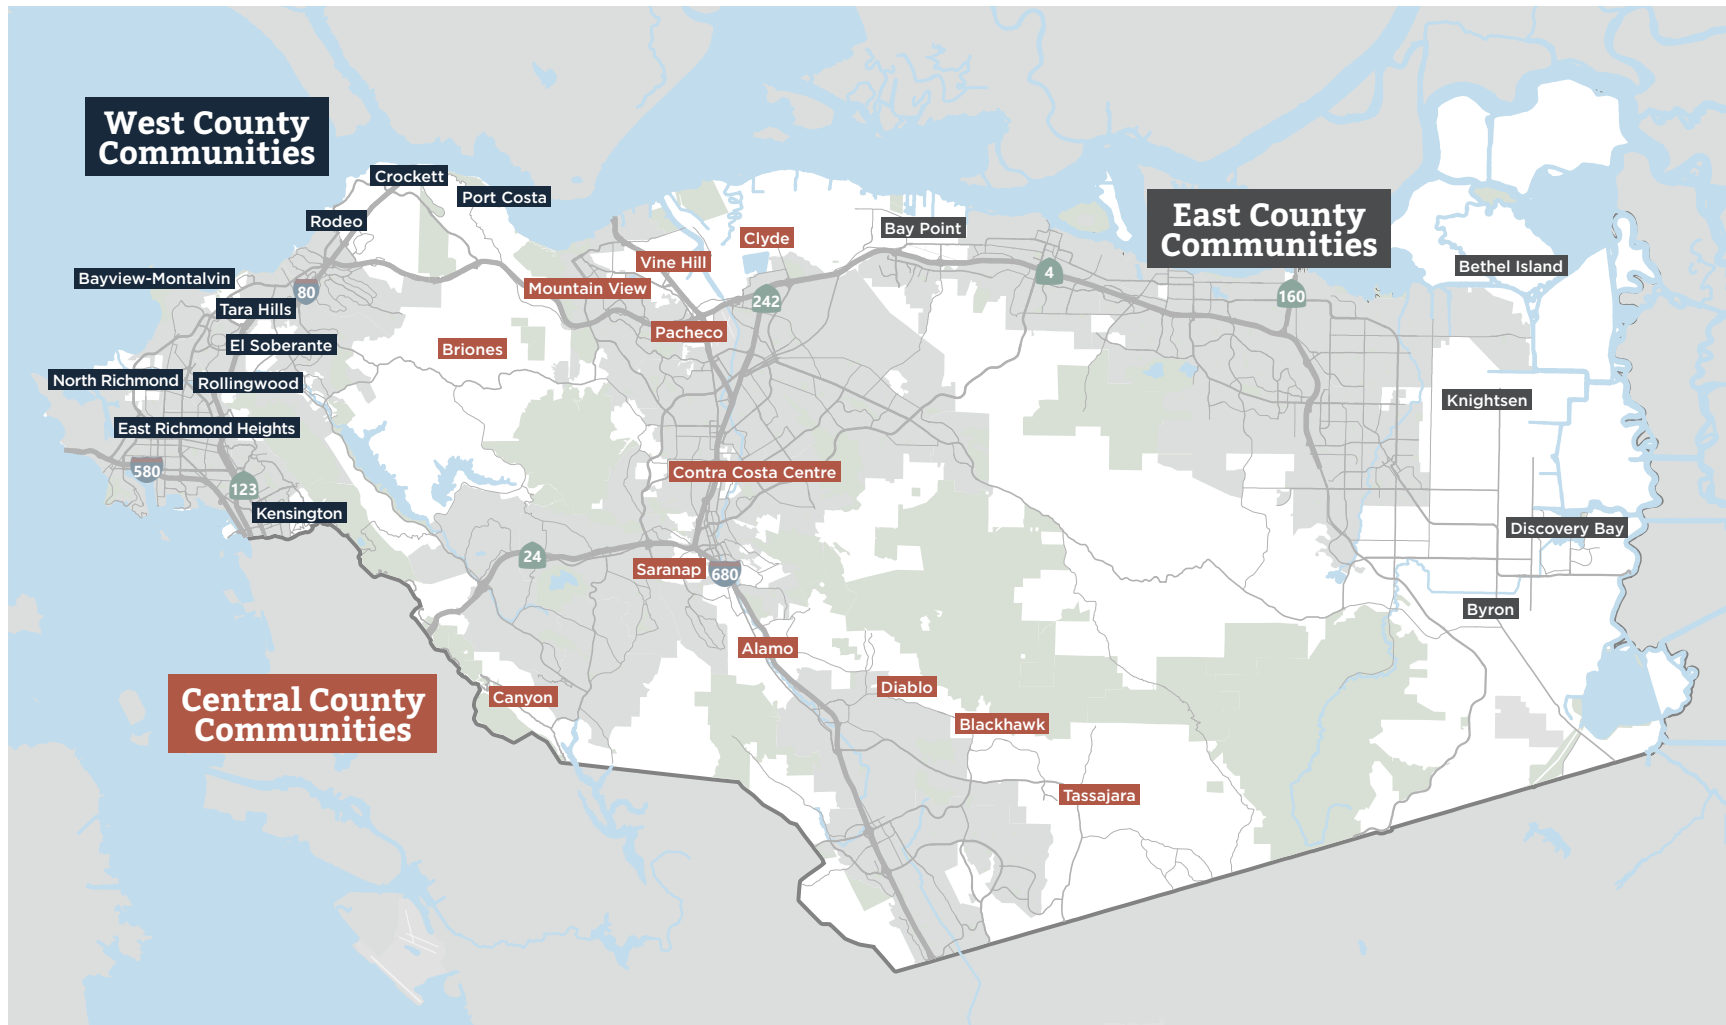 West County
Communities
Crockett
Port Costa
Rodeo
Bayview-Montalvin
80
Tara Hills
El Soberante
North Richmond
Rollingwood
East Richmond Heights
580
123
Kensington
East County
Communities
Bay Point
4
160
Bethel Island
Knightsen
Discovery Bay
Byron
Clyde
Vine Hill
Mountain View
242
Pacheco
Briones
Contra Costa Centre
24
Saranap
680
Alamo
Canyon
Diablo
Blackhawk
Tassajara
Central County
Communities